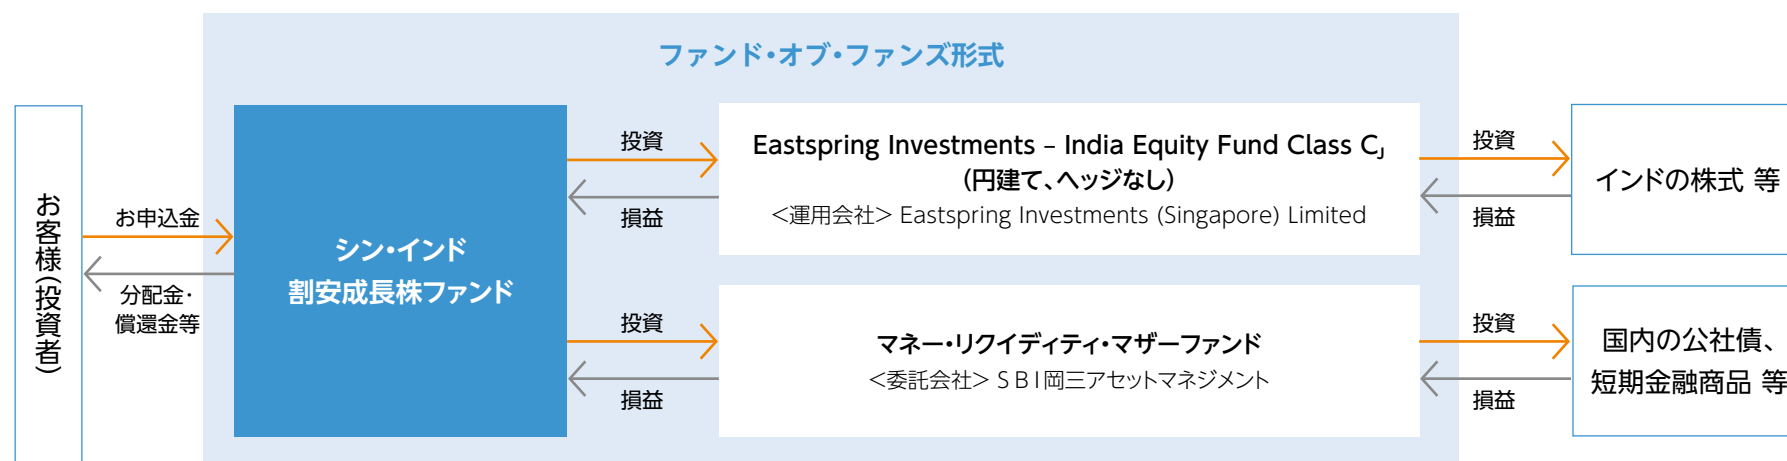 ファンド・オブ・ファンズ形式
お客様（投資者）
お申込金
分配金・
償還金等
シン・インド
割安成長株ファンド
投資
損益
Eastspring Investments – India Equity Fund Class CJ
（円建て、ヘッジなし）
＜運用会社＞ Eastspring Investments (Singapore) Limited
投資
損益
インドの株式 等
投資
損益
マネー・リクイディティ・マザーファンド
＜委託会社＞ ＳＢＩ岡三アセットマネジメント
投資
損益
国内の公社債、
短期金融商品 等